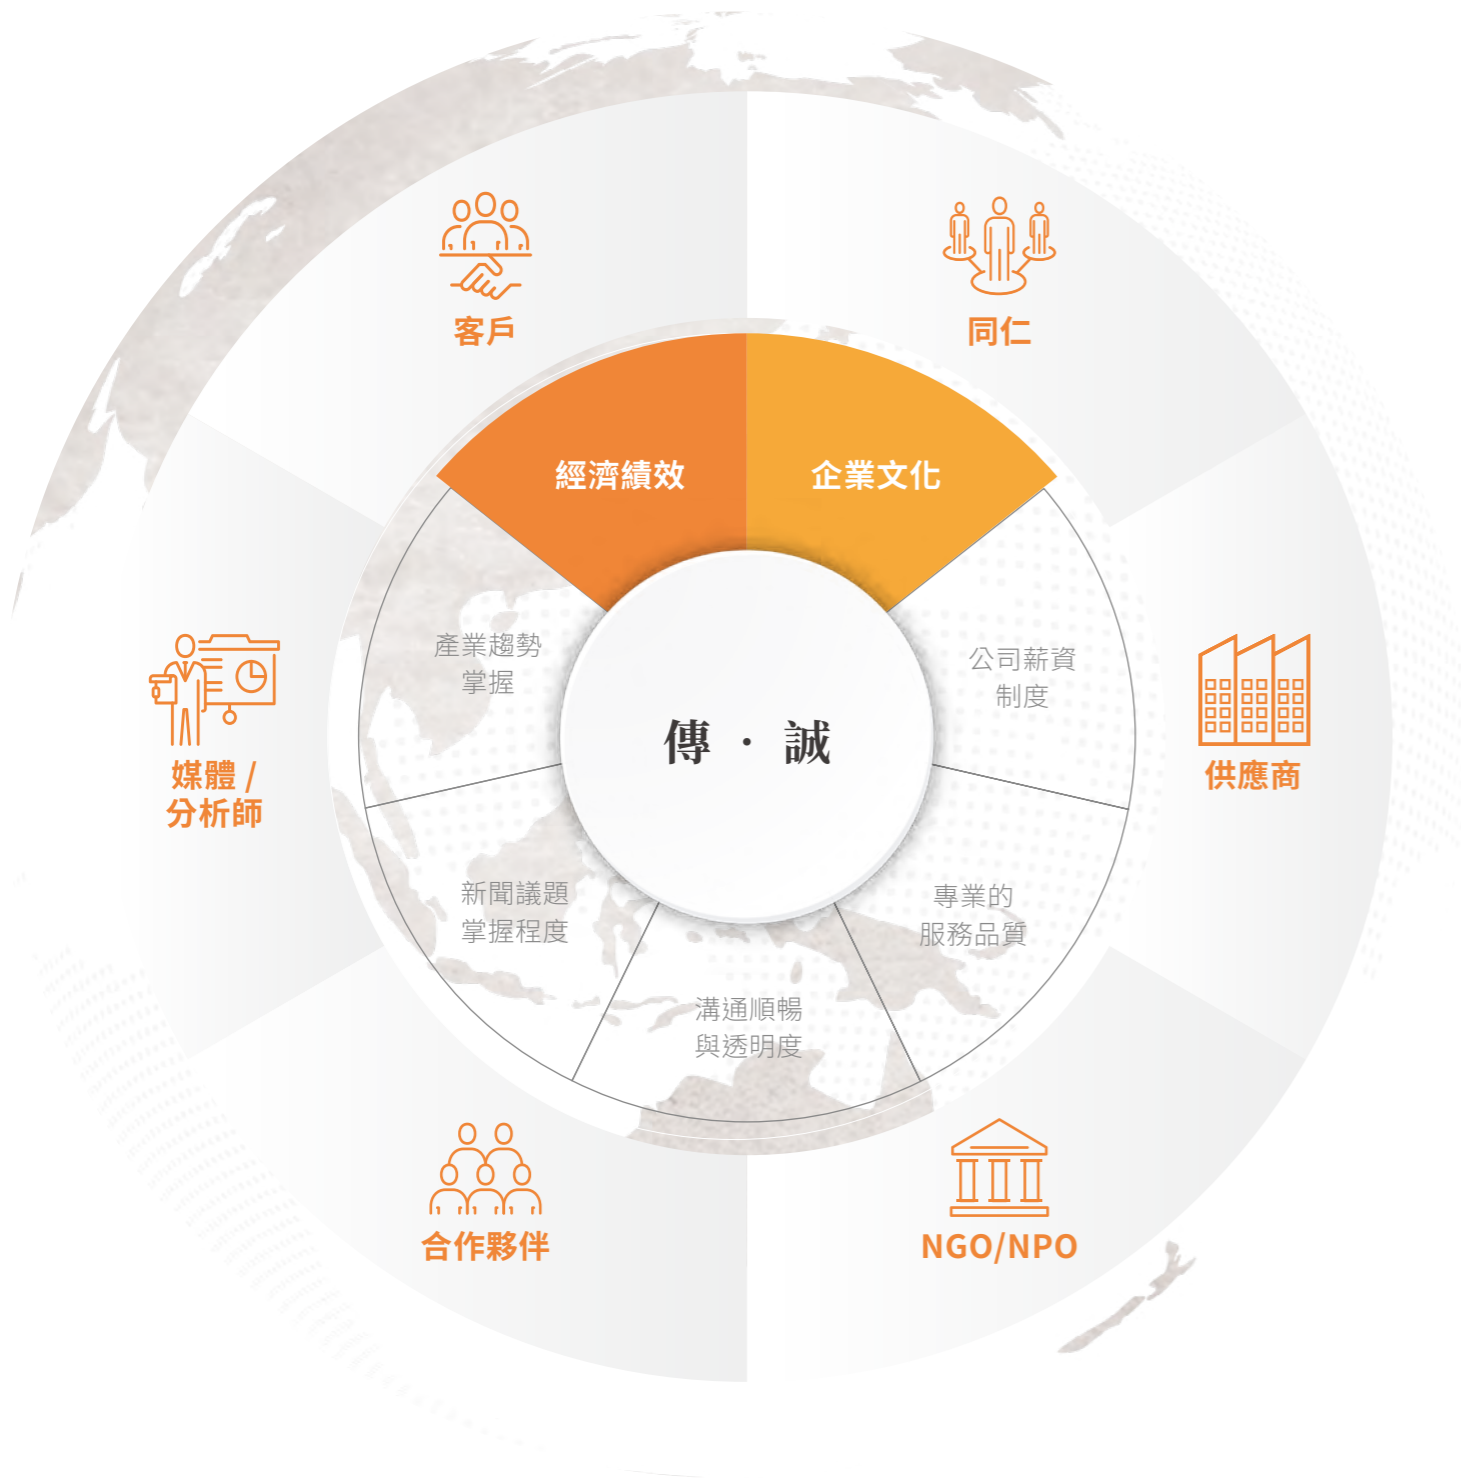 客戶
同仁
經濟績效
企業文化
產業趨勢
掌握
公司薪資
制度
傳・誠
媒體 /
分析師
供應商
新聞議題
掌握程度
專業的
服務品質
溝通順暢
與透明度
合作夥伴
NGO/NPO